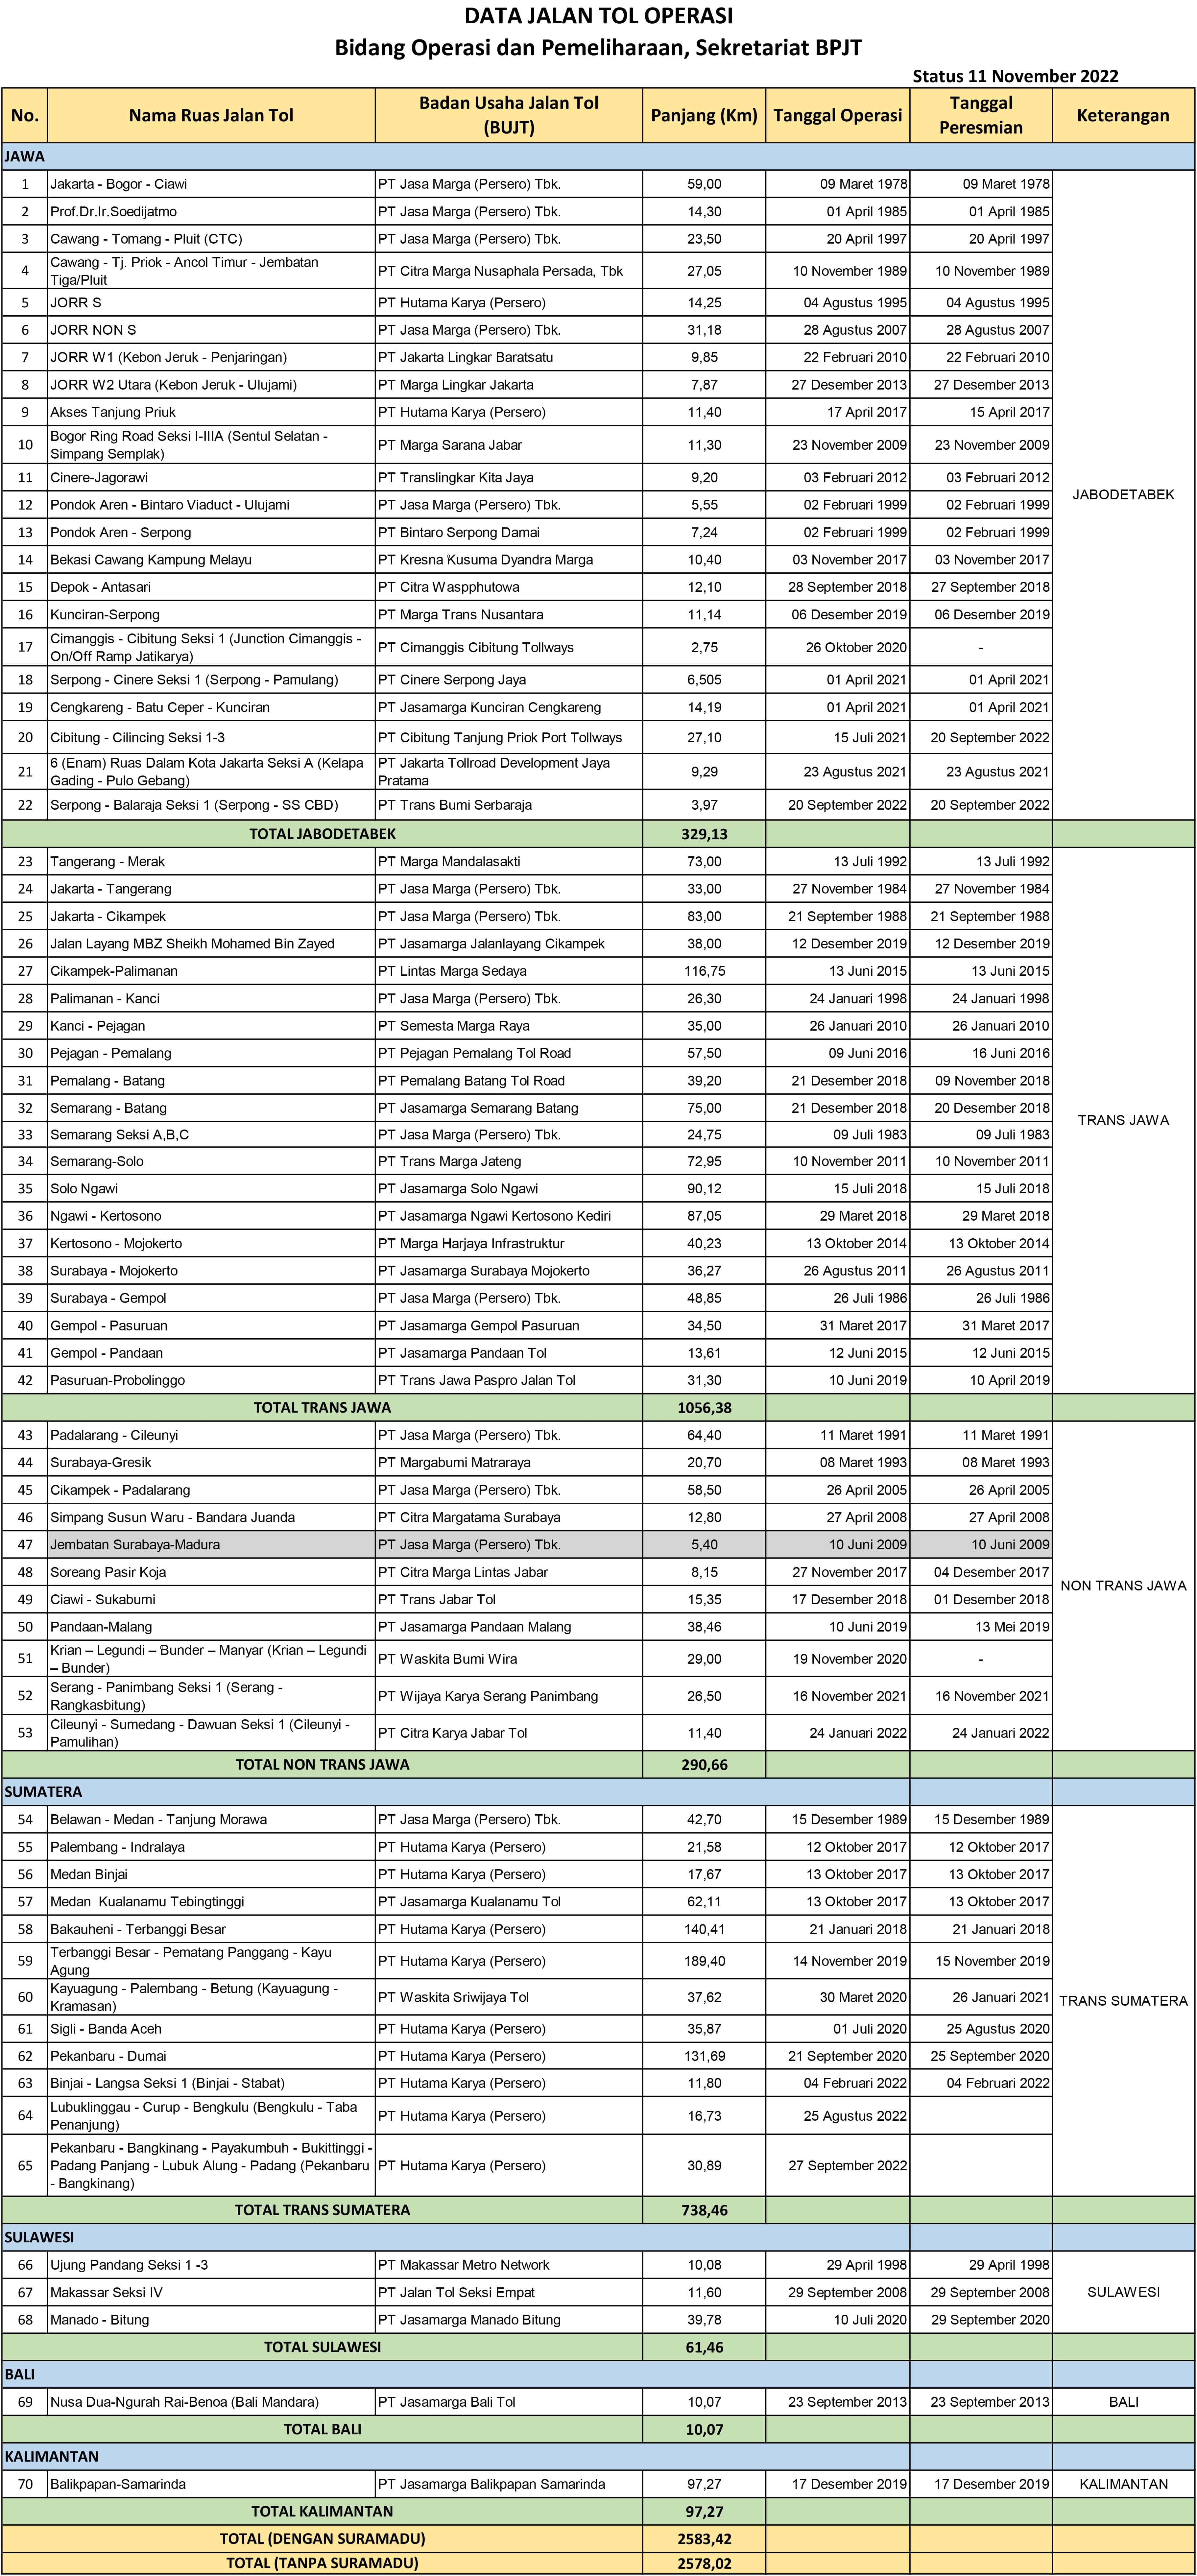 DATA JALAN TOL OPERASI
Bidang Operasi dan Pemeliharaan, Sekretariat BPJT
Status 11 November 2022
No. Nama Ruas Jalan Tol Badan Usaha Jalan Tol (BUJT) Panjang (Km) Tanggal Operasi Tanggal Peresmian Keterangan
JAWA
1 Jakarta - Bogor - Ciawi PT Jasa Marga (Persero) Tbk. 59,00 09 Maret 1978 09 Maret 1978
2 Prof.Dr.Ir.Soedijatmo PT Jasa Marga (Persero) Tbk. 14,30 01 April 1985 01 April 1985
3 Cawang - Tomang - Pluit (CTC) PT Jasa Marga (Persero) Tbk. 23,50 20 April 1997 20 April 1997
4 Cawang - Tj. Priok - Ancol Timur - Jembatan Tiga/Pluit PT Citra Marga Nusaphala Persada, Tbk 27,05 10 November 1989 10 November 1989
5 JORR S PT Hutama Karya (Persero) 14,25 04 Agustus 1995 04 Agustus 1995
6 JORR NON S PT Jasa Marga (Persero) Tbk. 31,18 28 Agustus 2007 28 Agustus 2007
7 JORR W1 (Kebon Jeruk - Penjaringan) PT Jakarta Lingkar Baratsatu 9,85 22 Februari 2010 22 Februari 2010
8 JORR W2 Utara (Kebon Jeruk - Ulujami) PT Marga Lingkar Jakarta 7,87 27 Desember 2013 27 Desember 2013
9 Akses Tanjung Priuk PT Hutama Karya (Persero) 11,40 17 April 2017 15 April 2017
10 Bogor Ring Road Seksi I-IIIA (Sentul Selatan - Simpang Semplak) PT Marga Sarana Jabar 11,30 23 November 2009 23 November 2009
11 Cinere-Jagorawi PT Translingkar Kita Jaya 9,20 03 Februari 2012 03 Februari 2012
JABODETABEK
12 Pondok Aren - Bintaro Viaduct - Ulujami PT Jasa Marga (Persero) Tbk. 5,55 02 Februari 1999 02 Februari 1999
13 Pondok Aren - Serpong PT Bintaro Serpong Damai 7,24 02 Februari 1999 02 Februari 1999
14 Bekasi Cawang Kampung Melayu PT Kresna Kusuma Dyandra Marga 10,40 03 November 2017 03 November 2017
15 Depok - Antasari PT Citra Waspphutowa 12,10 28 September 2018 27 September 2018
16 Kunciran-Serpong PT Marga Trans Nusantara 11,14 06 Desember 2019 06 Desember 2019
17 Cimanggis - Cibitung Seksi 1 (Junction Cimanggis - On/Off Ramp Jatikarya) PT Cimanggis Cibitung Tollways 2,75 26 Oktober 2020 -
18 Serpong - Cinere Seksi 1 (Serpong - Pamulang) PT Cinere Serpong Jaya 6,505 01 April 2021 01 April 2021
19 Cengkareng - Batu Ceper - Kunciran PT Jasamarga Kunciran Cengkareng 14,19 01 April 2021 01 April 2021
20 Cibitung - Cilincing Seksi 1-3 PT Cibitung Tanjung Priok Port Tollways 27,10 15 Juli 2021 20 September 2022
21 6 (Enam) Ruas Dalam Kota Jakarta Seksi A (Kelapa Gading - Pulo Gebang) PT Jakarta Tollroad Development Jaya Pratama 9,29 23 Agustus 2021 23 Agustus 2021
22 Serpong - Balaraja Seksi 1 (Serpong - SS CBD) PT Trans Bumi Serbaraja 3,97 20 September 2022 20 September 2022
TOTAL JABODETABEK 329,13
23 Tangerang - Merak PT Marga Mandalasakti 73,00 13 Juli 1992 13 Juli 1992
24 Jakarta - Tangerang PT Jasa Marga (Persero) Tbk. 33,00 27 November 1984 27 November 1984
25 Jakarta - Cikampek PT Jasa Marga (Persero) Tbk. 83,00 21 September 1988 21 September 1988
26 Jalan Layang MBZ Sheikh Mohamed Bin Zayed PT Jasamarga Jalanlayang Cikampek 38,00 12 Desember 2019 12 Desember 2019
27 Cikampek-Palimanan PT Lintas Marga Sedaya 116,75 13 Juni 2015 13 Juni 2015
28 Palimanan - Kanci PT Jasa Marga (Persero) Tbk. 26,30 24 Januari 1998 24 Januari 1998
29 Kanci - Pejagan PT Semesta Marga Raya 35,00 26 Januari 2010 26 Januari 2010
30 Pejagan - Pemalang PT Pejagan Pemalang Tol Road 57,50 09 Juni 2016 16 Juni 2016
31 Pemalang - Batang PT Pemalang Batang Tol Road 39,20 21 Desember 2018 09 November 2018
32 Semarang - Batang PT Jasamarga Semarang Batang 75,00 21 Desember 2018 20 Desember 2018
TRANS JAWA
33 Semarang Seksi A,B,C PT Jasa Marga (Persero) Tbk. 24,75 09 Juli 1983 09 Juli 1983
34 Semarang-Solo PT Trans Marga Jateng 72,95 10 November 2011 10 November 2011
35 Solo Ngawi PT Jasamarga Solo Ngawi 90,12 15 Juli 2018 15 Juli 2018
36 Ngawi - Kertosono PT Jasamarga Ngawi Kertosono Kediri 87,05 29 Maret 2018 29 Maret 2018
37 Kertosono - Mojokerto PT Marga Harjaya Infrastruktur 40,23 13 Oktober 2014 13 Oktober 2014
38 Surabaya - Mojokerto PT Jasamarga Surabaya Mojokerto 36,27 26 Agustus 2011 26 Agustus 2011
39 Surabaya - Gempol PT Jasa Marga (Persero) Tbk. 48,85 26 Juli 1986 26 Juli 1986
40 Gempol - Pasuruan PT Jasamarga Gempol Pasuruan 34,50 31 Maret 2017 31 Maret 2017
41 Gempol - Pandaan PT Jasamarga Pandaan Tol 13,61 12 Juni 2015 12 Juni 2015
42 Pasuruan-Probolinggo PT Trans Jawa Paspro Jalan Tol 31,30 10 Juni 2019 10 April 2019
TOTAL TRANS JAWA 1056,38
43 Padalarang - Cileunyi PT Jasa Marga (Persero) Tbk. 64,40 11 Maret 1991 11 Maret 1991
44 Surabaya-Gresik PT Margabumi Matraraya 20,70 08 Maret 1993 08 Maret 1993
45 Cikampek - Padalarang PT Jasa Marga (Persero) Tbk. 58,50 26 April 2005 26 April 2005
46 Simpang Susun Waru - Bandara Juanda PT Citra Margatama Surabaya 12,80 27 April 2008 27 April 2008
47 Jembatan Surabaya-Madura PT Jasa Marga (Persero) Tbk. 5,40 10 Juni 2009 10 Juni 2009
48 Soreang Pasir Koja PT Citra Marga Lintas Jabar 8,15 27 November 2017 04 Desember 2017
NON TRANS JAWA
49 Ciawi - Sukabumi PT Trans Jabar Tol 15,35 17 Desember 2018 01 Desember 2018
50 Pandaan-Malang PT Jasamarga Pandaan Malang 38,46 10 Juni 2019 13 Mei 2019
51 Krian – Legundi – Bunder – Manyar (Krian – Legundi – Bunder) PT Waskita Bumi Wira 29,00 19 November 2020 -
52 Serang - Panimbang Seksi 1 (Serang - Rangkasbitung) PT Wijaya Karya Serang Panimbang 26,50 16 November 2021 16 November 2021
53 Cileunyi - Sumedang - Dawuan Seksi 1 (Cileunyi - Pamulihan) PT Citra Karya Jabar Tol 11,40 24 Januari 2022 24 Januari 2022
TOTAL NON TRANS JAWA 290,66
SUMATERA
54 Belawan - Medan - Tanjung Morawa PT Jasa Marga (Persero) Tbk. 42,70 15 Desember 1989 15 Desember 1989
55 Palembang - Indralaya PT Hutama Karya (Persero) 21,58 12 Oktober 2017 12 Oktober 2017
56 Medan Binjai PT Hutama Karya (Persero) 17,67 13 Oktober 2017 13 Oktober 2017
57 Medan Kualanamu Tebingtinggi PT Jasamarga Kualanamu Tol 62,11 13 Oktober 2017 13 Oktober 2017
58 Bakauheni - Terbanggi Besar PT Hutama Karya (Persero) 140,41 21 Januari 2018 21 Januari 2018
59 Terbanggi Besar - Pematang Panggang - Kayu Agung PT Hutama Karya (Persero) 189,40 14 November 2019 15 November 2019
60 Kayuagung - Palembang - Betung (Kayuagung - Kramasan) PT Waskita Sriwijaya Tol 37,62 30 Maret 2020 26 Januari 2021
TRANS SUMATERA
61 Sigli - Banda Aceh PT Hutama Karya (Persero) 35,87 01 Juli 2020 25 Agustus 2020
62 Pekanbaru - Dumai PT Hutama Karya (Persero) 131,69 21 September 2020 25 September 2020
63 Binjai - Langsa Seksi 1 (Binjai - Stabat) PT Hutama Karya (Persero) 11,80 04 Februari 2022 04 Februari 2022
64 Lubuklinggau - Curup - Bengkulu (Bengkulu - Taba Penanjung) PT Hutama Karya (Persero) 16,73 25 Agustus 2022
65 Pekanbaru - Bangkinang - Payakumbuh - Bukittinggi - Padang Panjang - Lubuk Alung - Padang (Pekanbaru - Bangkinang) PT Hutama Karya (Persero) 30,89 27 September 2022
TOTAL TRANS SUMATERA 738,46
SULAWESI
66 Ujung Pandang Seksi 1 -3 PT Makassar Metro Network 10,08 29 April 1998 29 April 1998
67 Makassar Seksi IV PT Jalan Tol Seksi Empat 11,60 29 September 2008 29 September 2008 SULAWESI
68 Manado - Bitung PT Jasamarga Manado Bitung 39,78 10 Juli 2020 29 September 2020
TOTAL SULAWESI 61,46
BALI
69 Nusa Dua-Ngurah Rai-Benoa (Bali Mandara) PT Jasamarga Bali Tol 10,07 23 September 2013 23 September 2013 BALI
TOTAL BALI 10,07
KALIMANTAN
70 Balikpapan-Samarinda PT Jasamarga Balikpapan Samarinda 97,27 17 Desember 2019 17 Desember 2019 KALIMANTAN
TOTAL KALIMANTAN 97,27
TOTAL (DENGAN SURAMADU) 2583,42
TOTAL (TANPA SURAMADU) 2578,02